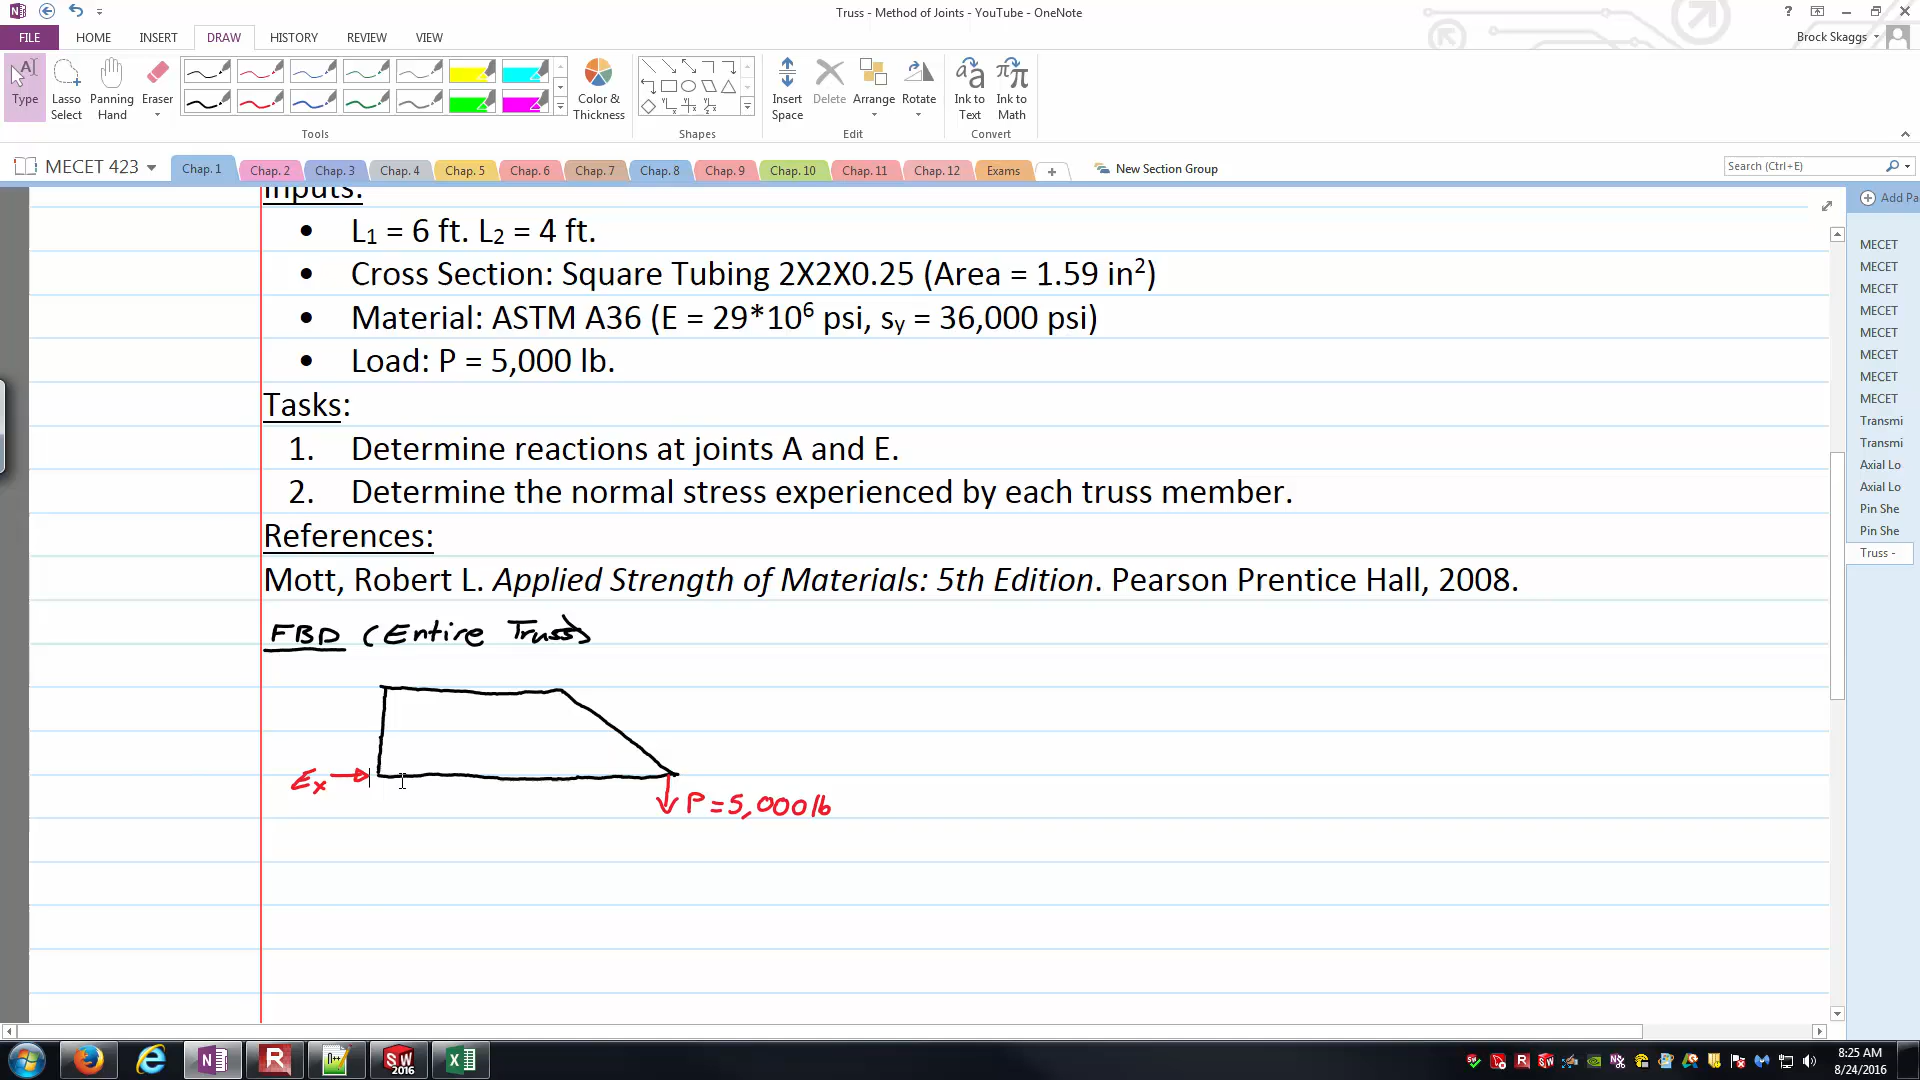 Truss - Method of Joints - YouTube - OneNote
FILE HOME INSERT DRAW HISTORY REVIEW VIEW
Brock Skaggs
Type Lasso Select Panning Hand Eraser Color & Thickness Insert Space Delete Arrange Rotate Ink to Text Ink to Math
Tools Shapes Edit Convert
MECET 423 Chap. 1 Chap. 2 Chap. 3 Chap. 4 Chap. 5 Chap. 6 Chap. 7 Chap. 8 Chap. 9 Chap. 10 Chap. 11 Chap. 12 Exams New Section Group Search (Ctrl+E)
Add Pa
MECET
MECET
MECET
MECET
MECET
MECET
MECET
MECET
Transmi
Transmi
Axial Lo
Axial Lo
Pin She
Pin She
Truss -
Inputs:
• L₁ = 6 ft. L₂ = 4 ft.
• Cross Section: Square Tubing 2X2X0.25 (Area = 1.59 in²)
• Material: ASTM A36 (E = 29*10⁶ psi, sy = 36,000 psi)
• Load: P = 5,000 lb.
Tasks:
1. Determine reactions at joints A and E.
2. Determine the normal stress experienced by each truss member.
References:
Mott, Robert L. Applied Strength of Materials: 5th Edition. Pearson Prentice Hall, 2008.
FBD (Entire Truss)
Ex
P = 5,000 lb
SW 2016
8:25 AM
8/24/2016